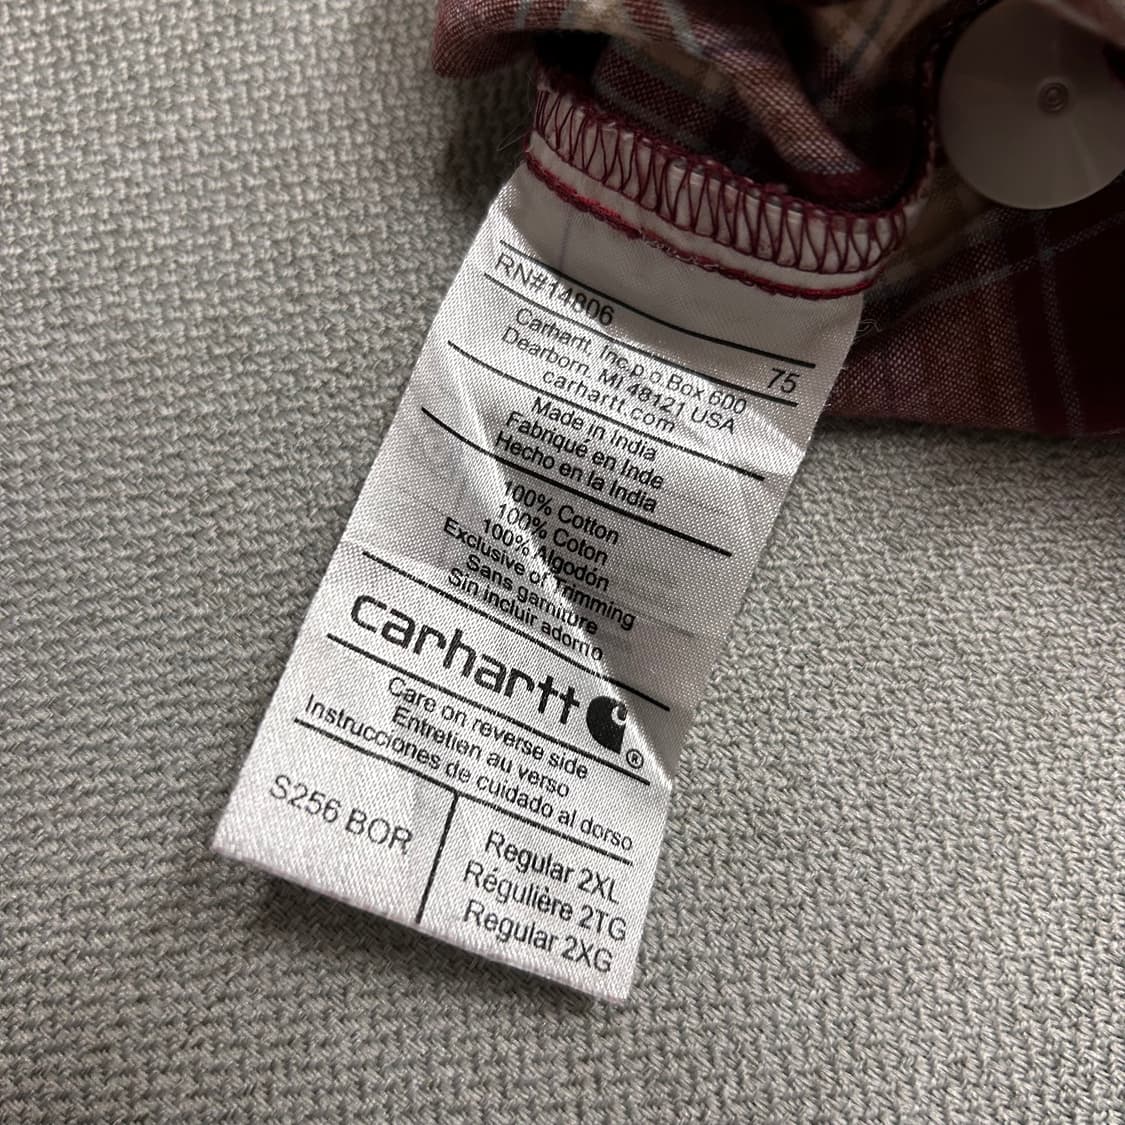 RN#14806
75
Carhartt, Inc.p.o.Box 600
Dearborn, MI 48121 USA
carhartt.com
Made in India
Fabriqué en Inde
Hecho en la India
100% Cotton
100% Coton
100% Algodón
Exclusive of Trimming
Sans garniture
Sin incluir adorno
carhartt ®
Care on reverse side
Entretien au verso
Instrucciónes de cuidado al dorso
S256 BOR
Regular 2XL
Régulière 2TG
Regular 2XG